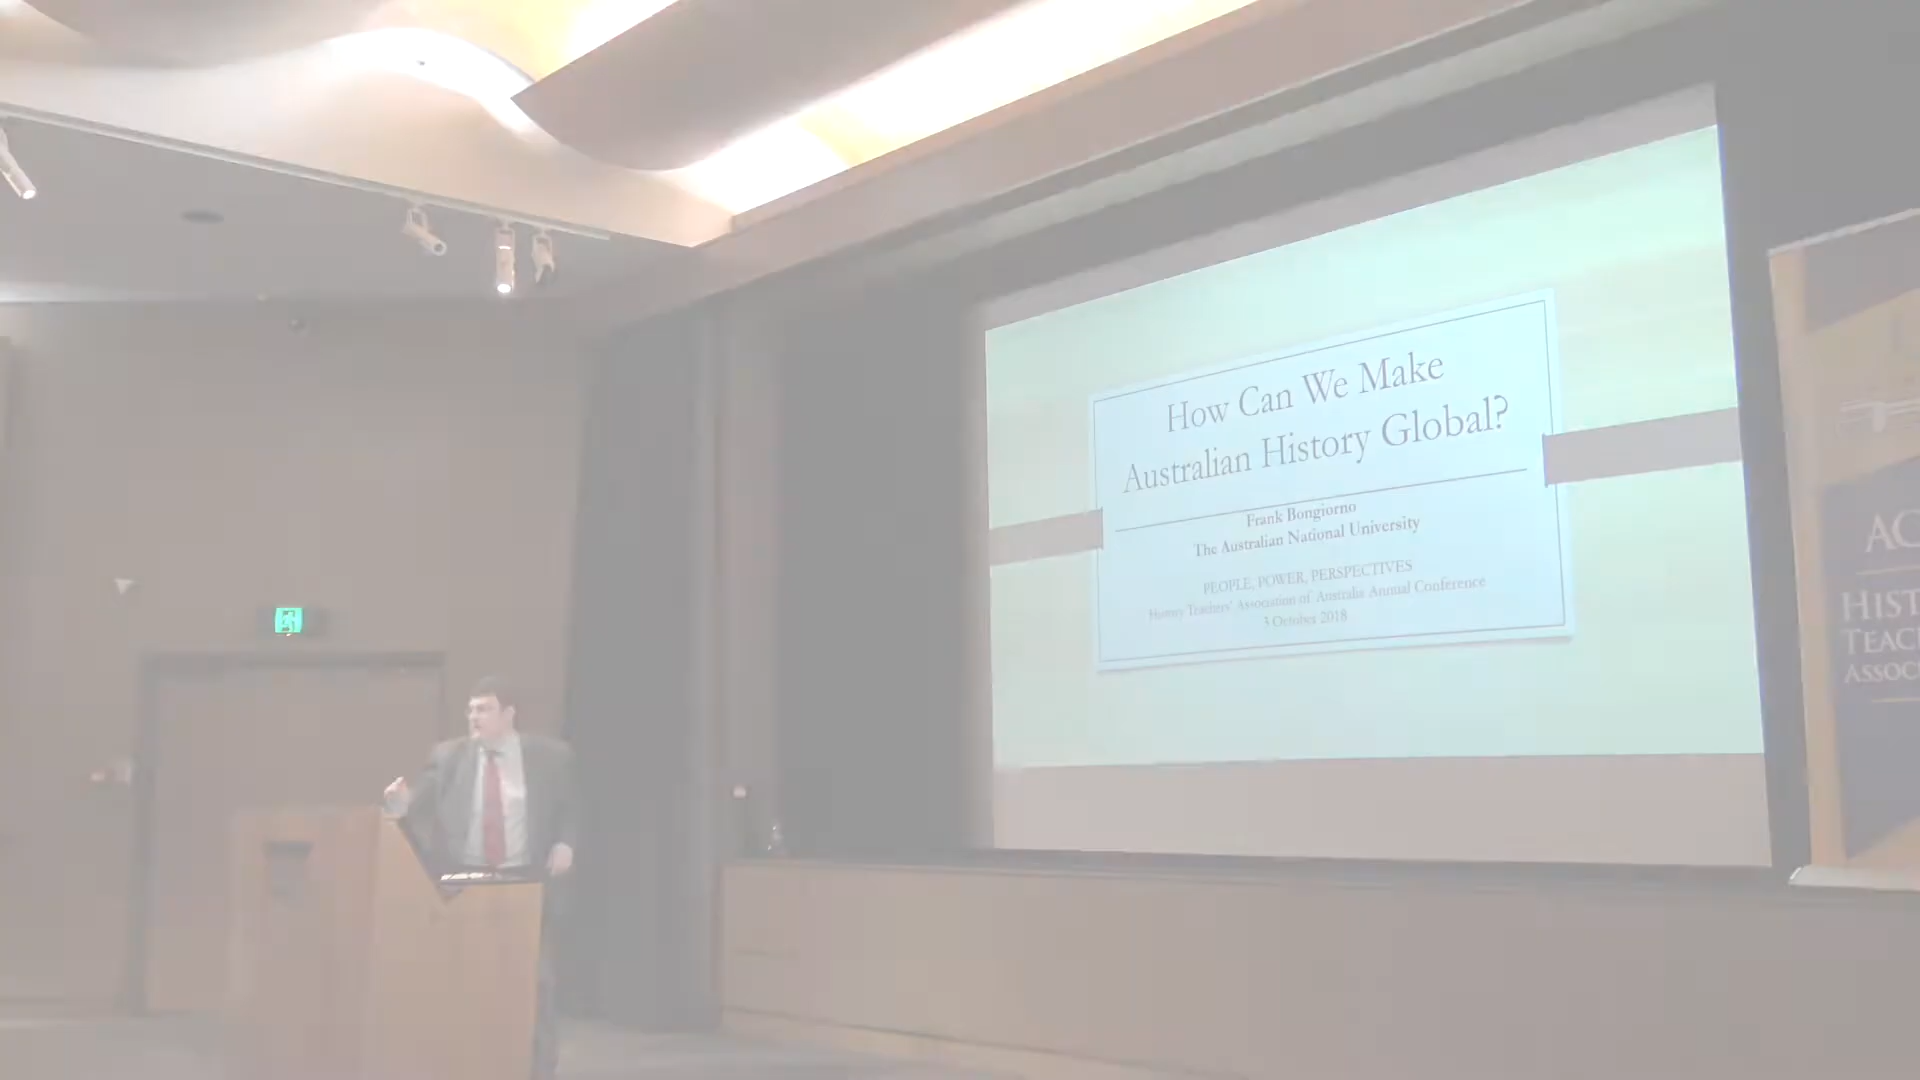 How Can We Make
Australian History Global?
Frank Bongiorno
The Australian National University
PEOPLE, POWER, PERSPECTIVES
History Teachers' Association of Australia Annual Conference
3 October 2018
AC
HIST
TEAC
ASSOC